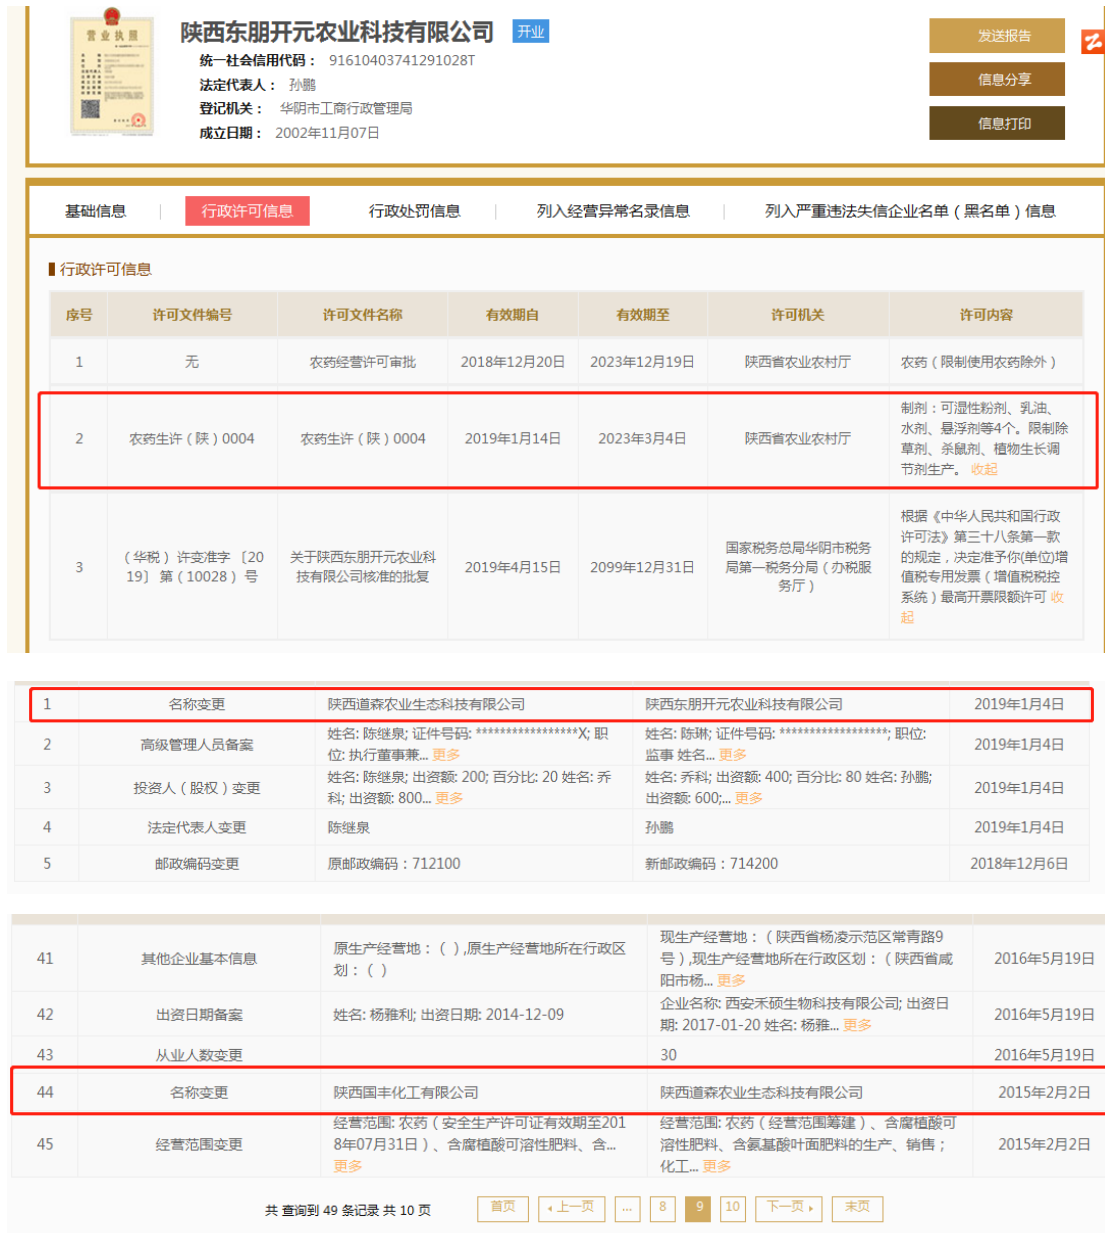 营业执照
陕西东朋开元农业科技有限公司 开业
统一社会信用代码： 91610403741291028T
法定代表人： 孙鹏
登记机关： 华阴市工商行政管理局
成立日期： 2002年11月07日
发送报告
信息分享
信息打印
基础信息 行政许可信息 行政处罚信息 列入经营异常名录信息 列入严重违法失信企业名单（黑名单）信息
行政许可信息
序号 许可文件编号 许可文件名称 有效期自 有效期至 许可机关 许可内容
1 无 农药经营许可审批 2018年12月20日 2023年12月19日 陕西省农业农村厅 农药（限制使用农药除外）
2 农药生许（陕）0004 农药生许（陕）0004 2019年1月14日 2023年3月4日 陕西省农业农村厅
制剂：可湿性粉剂、乳油、
水剂、悬浮剂等4个。限制除
草剂、杀鼠剂、植物生长调
节剂生产。 收起
3
（华税）许变准字〔20
19〕第（10028）号
关于陕西东朋开元农业科
技有限公司核准的批复
2019年4月15日 2099年12月31日
国家税务总局华阴市税务
局第一税务分局（办税服
务厅）
根据《中华人民共和国行政
许可法》第三十八条第一款
的规定，决定准予你(单位)增
值税专用发票（增值税税控
系统）最高开票限额许可 收
起
1 名称变更 陕西道森农业生态科技有限公司 陕西东朋开元农业科技有限公司 2019年1月4日
2 高级管理人员备案
姓名: 陈继泉; 证件号码: *****************X; 职
位: 执行董事兼... 更多
姓名: 陈琳; 证件号码: ******************; 职位:
监事 姓名... 更多
2019年1月4日
3 投资人（股权）变更
姓名: 陈继泉; 出资额: 200; 百分比: 20 姓名: 乔
科; 出资额: 800... 更多
姓名: 乔科; 出资额: 400; 百分比: 80 姓名: 孙鹏;
出资额: 600;... 更多
2019年1月4日
4 法定代表人变更 陈继泉 孙鹏 2019年1月4日
5 邮政编码变更 原邮政编码：712100 新邮政编码：714200 2018年12月6日
41 其他企业基本信息
原生产经营地：（ ）,原生产经营地所在行政区
划：（ ）
现生产经营地：（陕西省杨凌示范区常青路9
号）,现生产经营地所在行政区划：（陕西省咸
阳市杨... 更多
2016年5月19日
42 出资日期备案 姓名: 杨雅利; 出资日期: 2014-12-09
企业名称: 西安禾硕生物科技有限公司; 出资日
期: 2017-01-20 姓名: 杨雅... 更多
2016年5月19日
43 从业人数变更 30 2016年5月19日
44 名称变更 陕西国丰化工有限公司 陕西道森农业生态科技有限公司 2015年2月2日
45 经营范围变更
经营范围: 农药（安全生产许可证有效期至201
8年07月31日）、含腐植酸可溶性肥料、含...
更多
经营范围: 农药（经营范围筹建）、含腐植酸可
溶性肥料、含氨基酸叶面肥料的生产、销售；
化工... 更多
2015年2月2日
共 查询到 49 条记录 共 10 页 首页 上一页 ... 8 9 10 下一页 末页